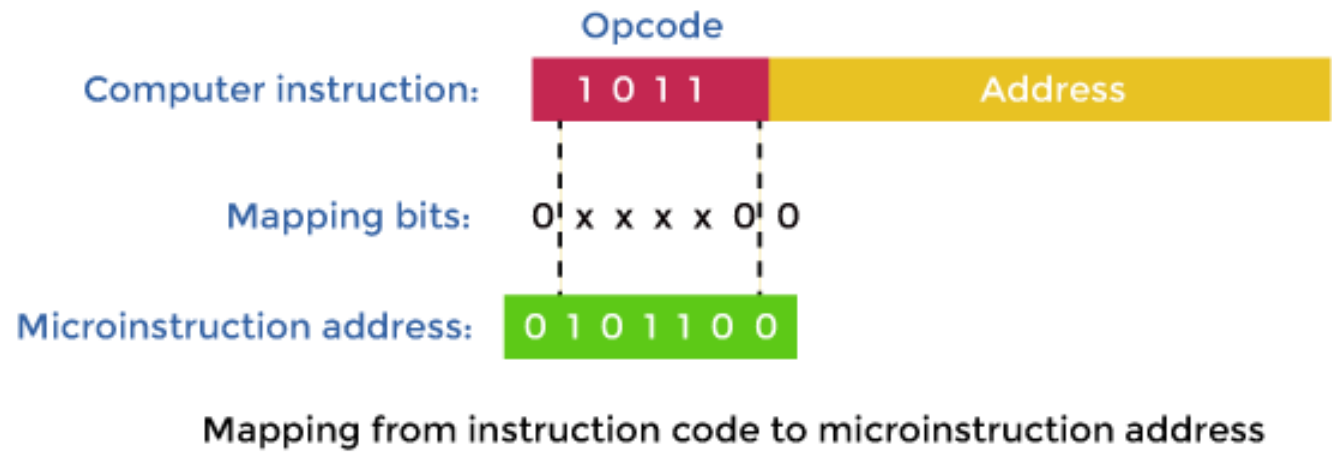 Opcode
Computer instruction: 1 0 1 1 Address
Mapping bits: 0 x x x x 0 0
Microinstruction address: 0 1 0 1 1 0 0
Mapping from instruction code to microinstruction address